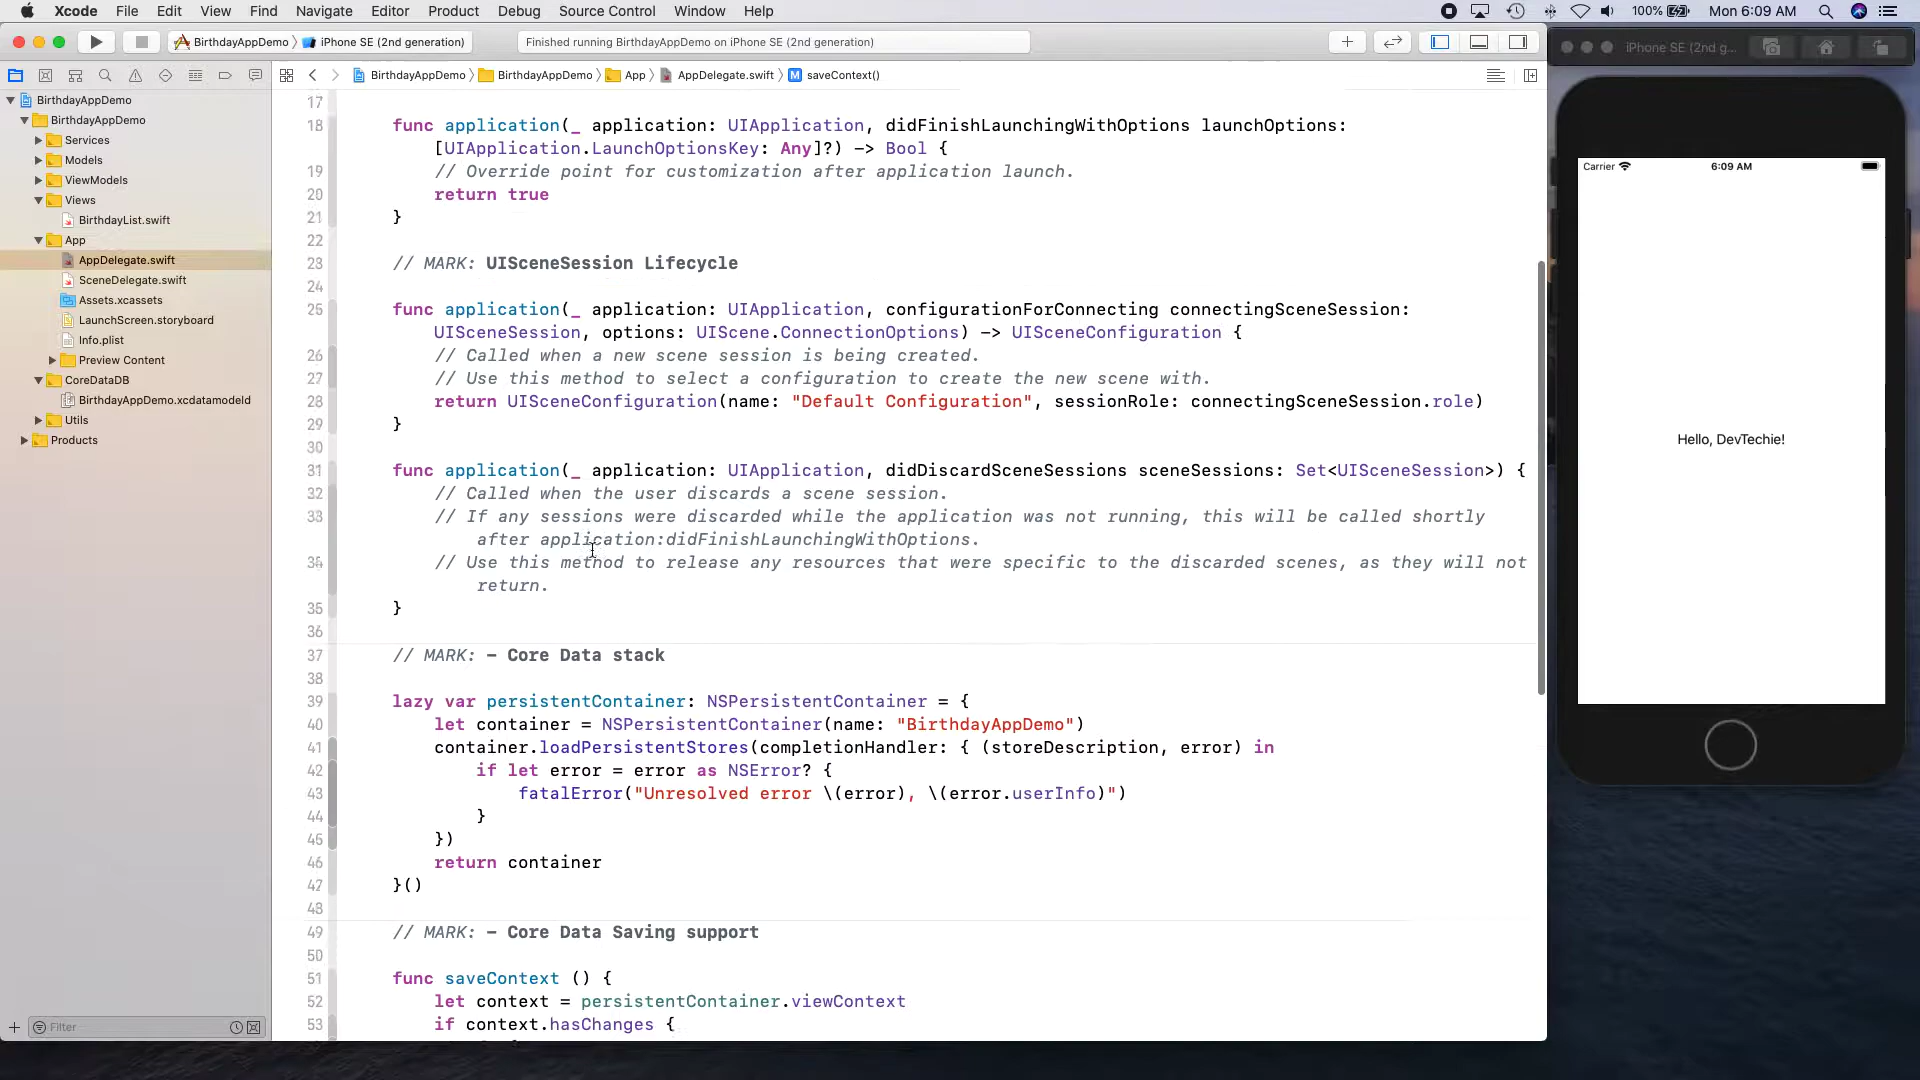 Xcode File Edit View Find Navigate Editor Product Debug Source Control Window Help
100% Mon 6:09 AM
BirthdayAppDemo iPhone SE (2nd generation)
Finished running BirthdayAppDemo on iPhone SE (2nd generation)
iPhone SE (2nd g...
BirthdayAppDemo BirthdayAppDemo App AppDelegate.swift M saveContext()
BirthdayAppDemo
BirthdayAppDemo
Services
Models
ViewModels
Views
BirthdayList.swift
App
AppDelegate.swift
SceneDelegate.swift
Assets.xcassets
LaunchScreen.storyboard
Info.plist
Preview Content
CoreDataDB
BirthdayAppDemo.xcdatamodeld
Utils
Products
Filter
17
18 func application(_ application: UIApplication, didFinishLaunchingWithOptions launchOptions:
[UIApplication.LaunchOptionsKey: Any]?) -> Bool {
19 // Override point for customization after application launch.
20 return true
21 }
22
23 // MARK: UISceneSession Lifecycle
24
25 func application(_ application: UIApplication, configurationForConnecting connectingSceneSession:
UISceneSession, options: UIScene.ConnectionOptions) -> UISceneConfiguration {
26 // Called when a new scene session is being created.
27 // Use this method to select a configuration to create the new scene with.
28 return UISceneConfiguration(name: "Default Configuration", sessionRole: connectingSceneSession.role)
29 }
30
31 func application(_ application: UIApplication, didDiscardSceneSessions sceneSessions: Set<UISceneSession>) {
32 // Called when the user discards a scene session.
33 // If any sessions were discarded while the application was not running, this will be called shortly
after application:didFinishLaunchingWithOptions.
34 // Use this method to release any resources that were specific to the discarded scenes, as they will not
return.
35 }
36
37 // MARK: - Core Data stack
38
39 lazy var persistentContainer: NSPersistentContainer = {
40 let container = NSPersistentContainer(name: "BirthdayAppDemo")
41 container.loadPersistentStores(completionHandler: { (storeDescription, error) in
42 if let error = error as NSError? {
43 fatalError("Unresolved error \(error), \(error.userInfo)")
44 }
45 })
46 return container
47 }()
48
49 // MARK: - Core Data Saving support
50
51 func saveContext () {
52 let context = persistentContainer.viewContext
53 if context.hasChanges {
Carrier 6:09 AM
Hello, DevTechie!